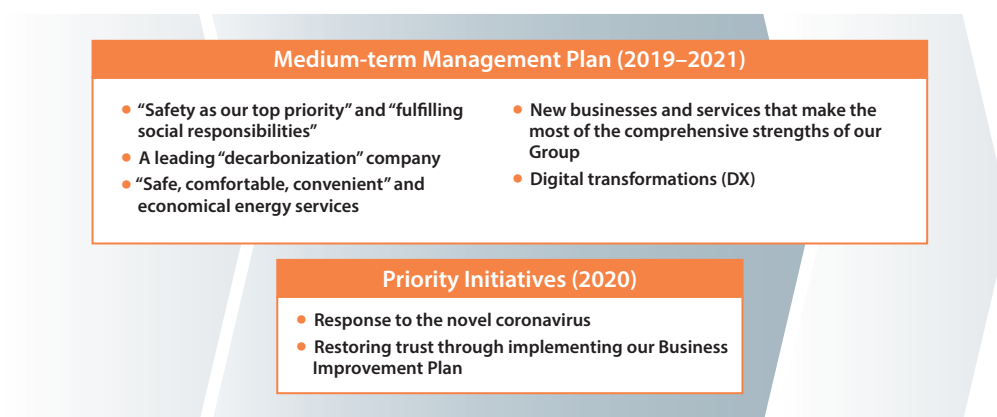 Medium-term Management Plan (2019–2021)
• “Safety as our top priority” and “fulfilling
social responsibilities”
• A leading “decarbonization” company
• “Safe, comfortable, convenient” and
economical energy services
• New businesses and services that make the
most of the comprehensive strengths of our
Group
• Digital transformations (DX)
Priority Initiatives (2020)
• Response to the novel coronavirus
• Restoring trust through implementing our Business
Improvement Plan